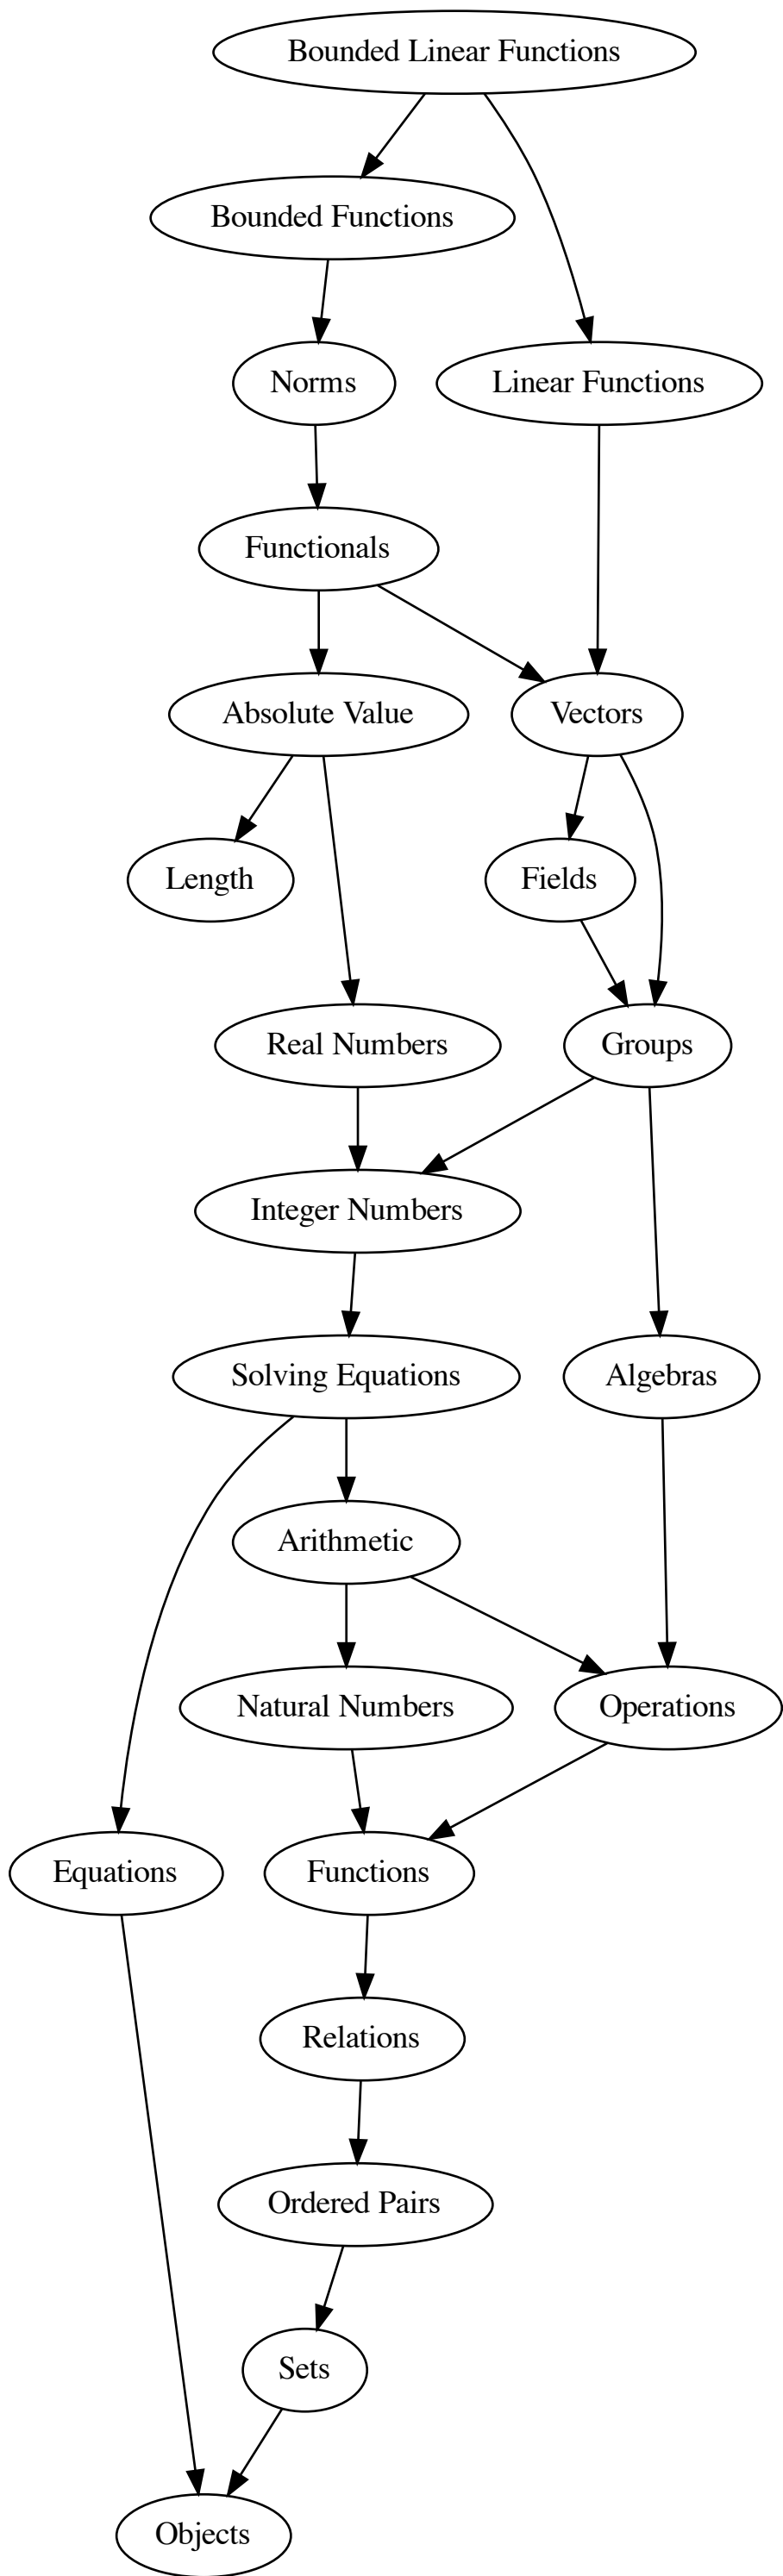 Bounded Linear Functions
Bounded Functions
Norms
Linear Functions
Functionals
Absolute Value
Vectors
Length
Fields
Real Numbers
Groups
Integer Numbers
Solving Equations
Algebras
Arithmetic
Natural Numbers
Operations
Equations
Functions
Relations
Ordered Pairs
Sets
Objects